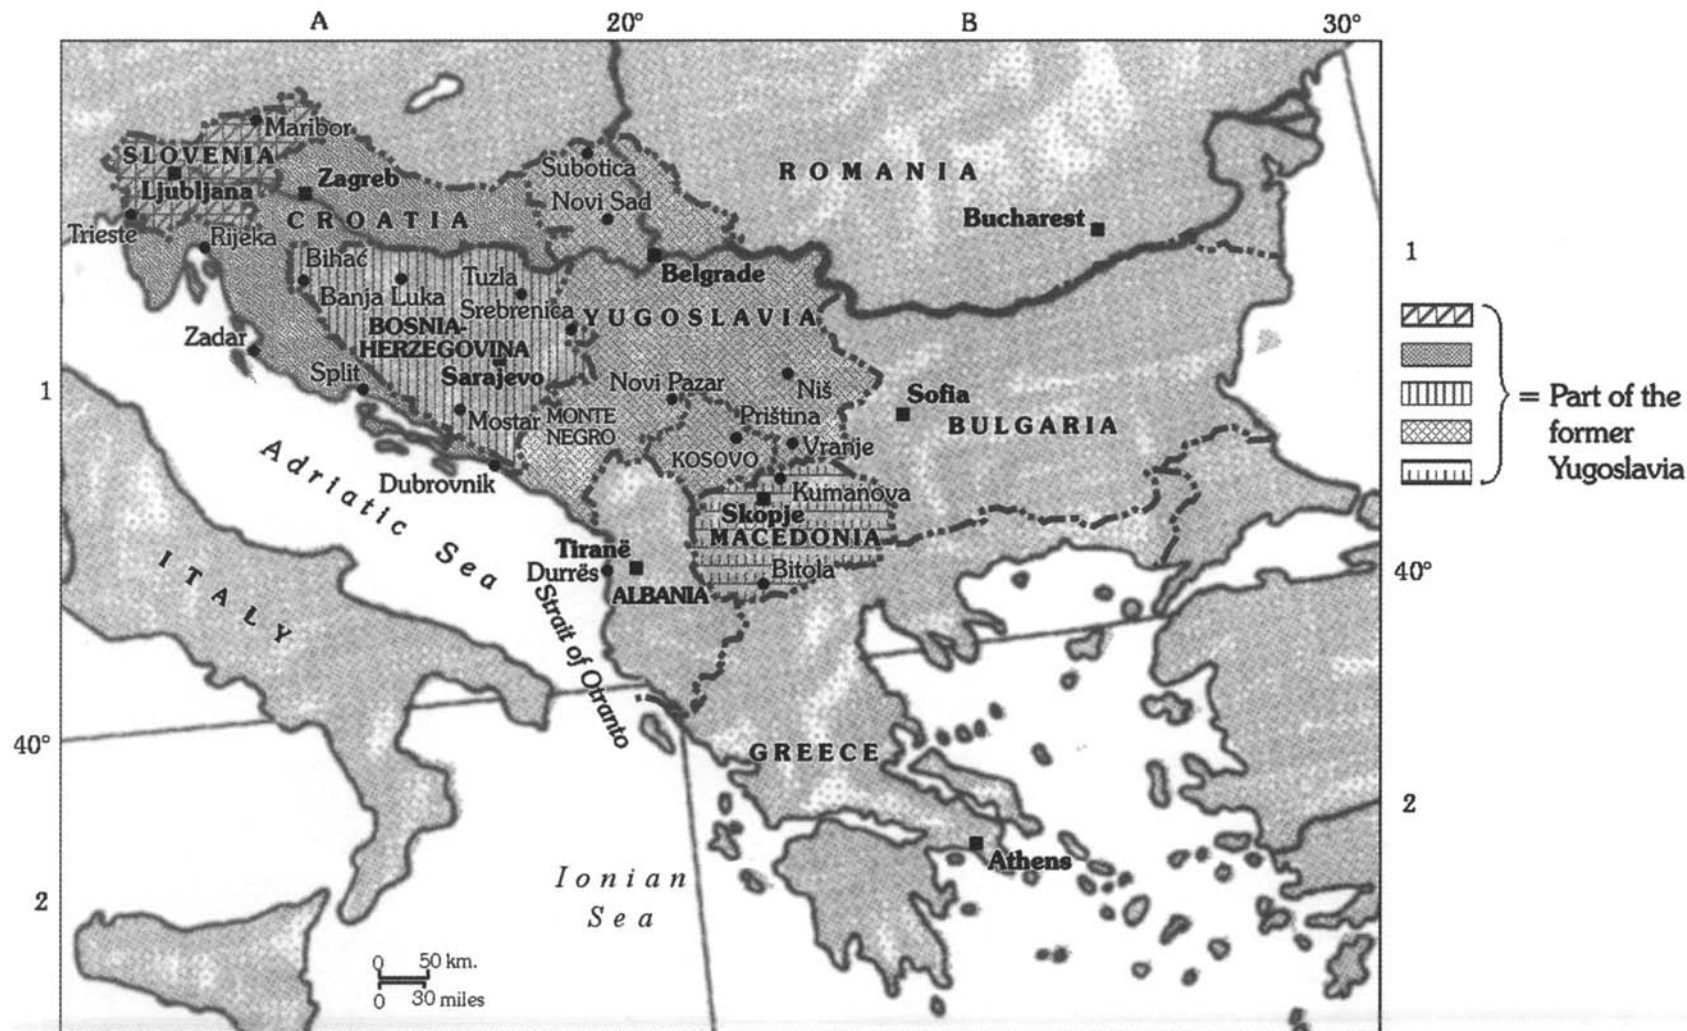 A 20° B 30°
Maribor
SLOVENIA
Ljubljana
Zagreb
CROATIA
Subotica
Novi Sad
ROMANIA
Bucharest
Trieste
Rijeka
Bihać
Banja Luka
Tuzla
Srebrenica
Belgrade
YUGOSLAVIA
BOSNIA-
HERZEGOVINA
Sarajevo
Zadar
Split
Mostar
Novi Pazar
Niš
Priština
MONTE
NEGRO
KOSOVO
Vranje
Sofia
BULGARIA
Dubrovnik
Kumanova
Skopje
MACEDONIA
Bitola
Adriatic Sea
ITALY
Tiranë
Durrës
ALBANIA
Strait of Otranto
GREECE
Athens
Ionian
Sea
0 50 km.
0 30 miles
1
40°
2
1
40°
2
= Part of the
former
Yugoslavia